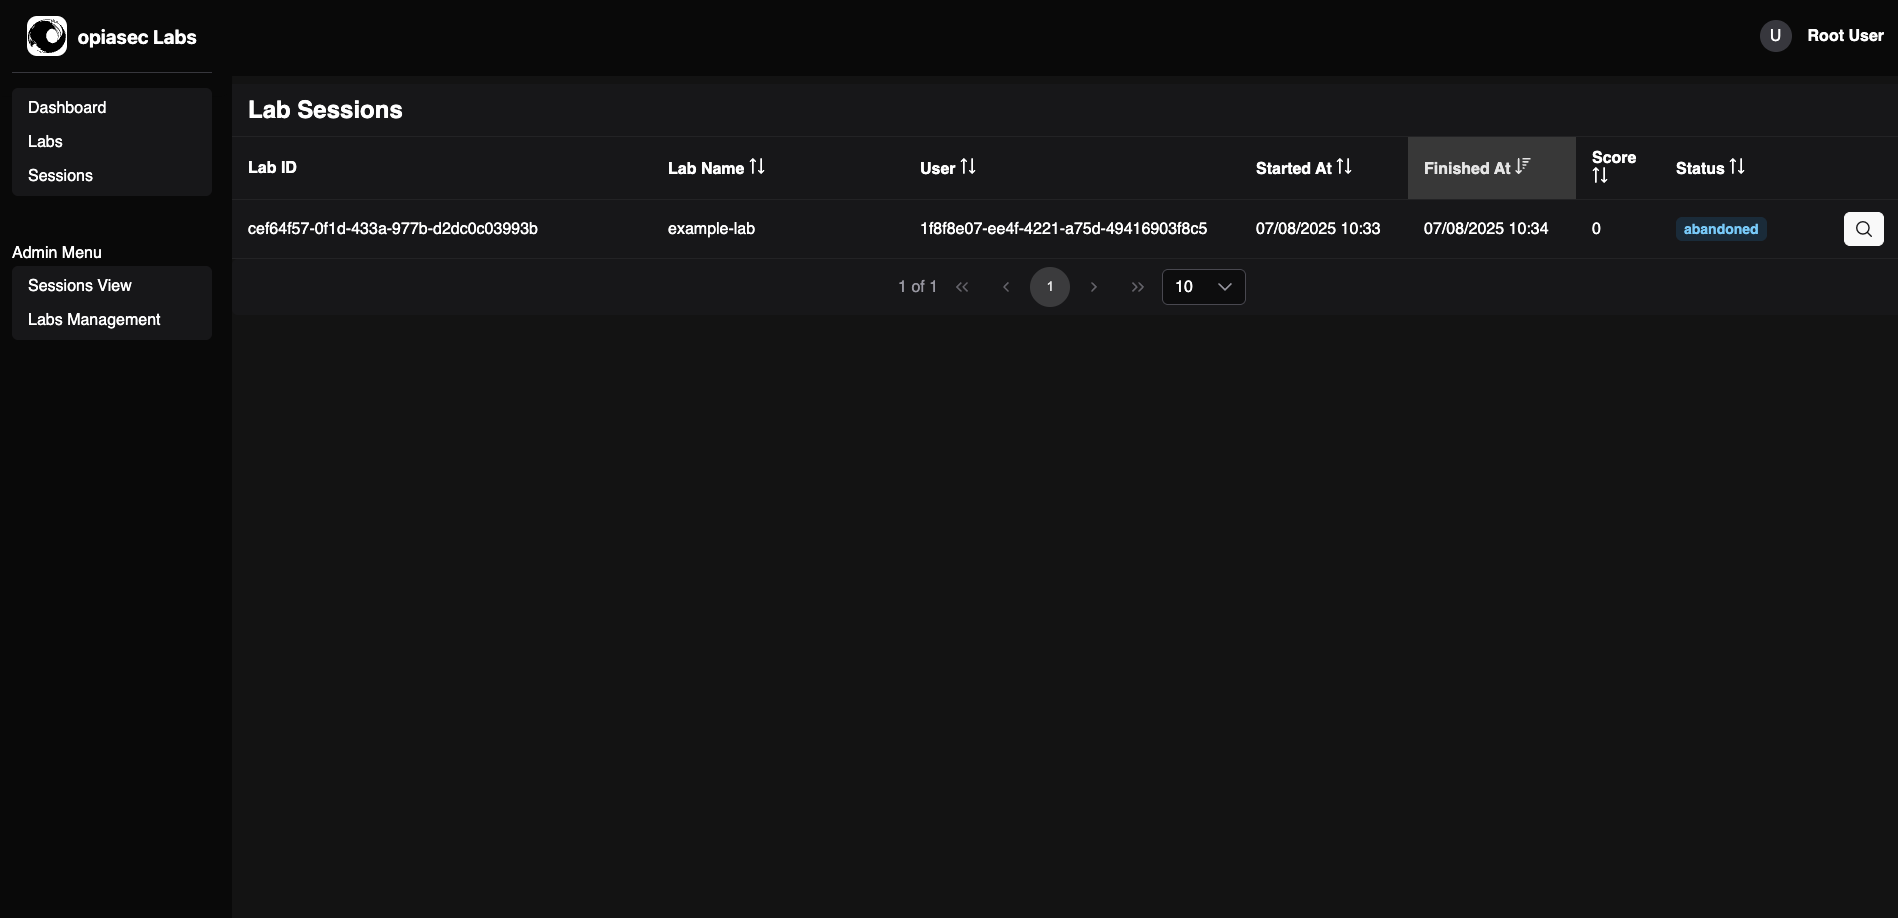 opiasec Labs
U Root User
Dashboard
Labs
Sessions
Admin Menu
Sessions View
Labs Management
Lab Sessions
Lab ID Lab Name User Started At Finished At Score Status
cef64f57-0f1d-433a-977b-d2dc0c03993b example-lab 1f8f8e07-ee4f-4221-a75d-49416903f8c5 07/08/2025 10:33 07/08/2025 10:34 0 abandoned
1 of 1 1 10